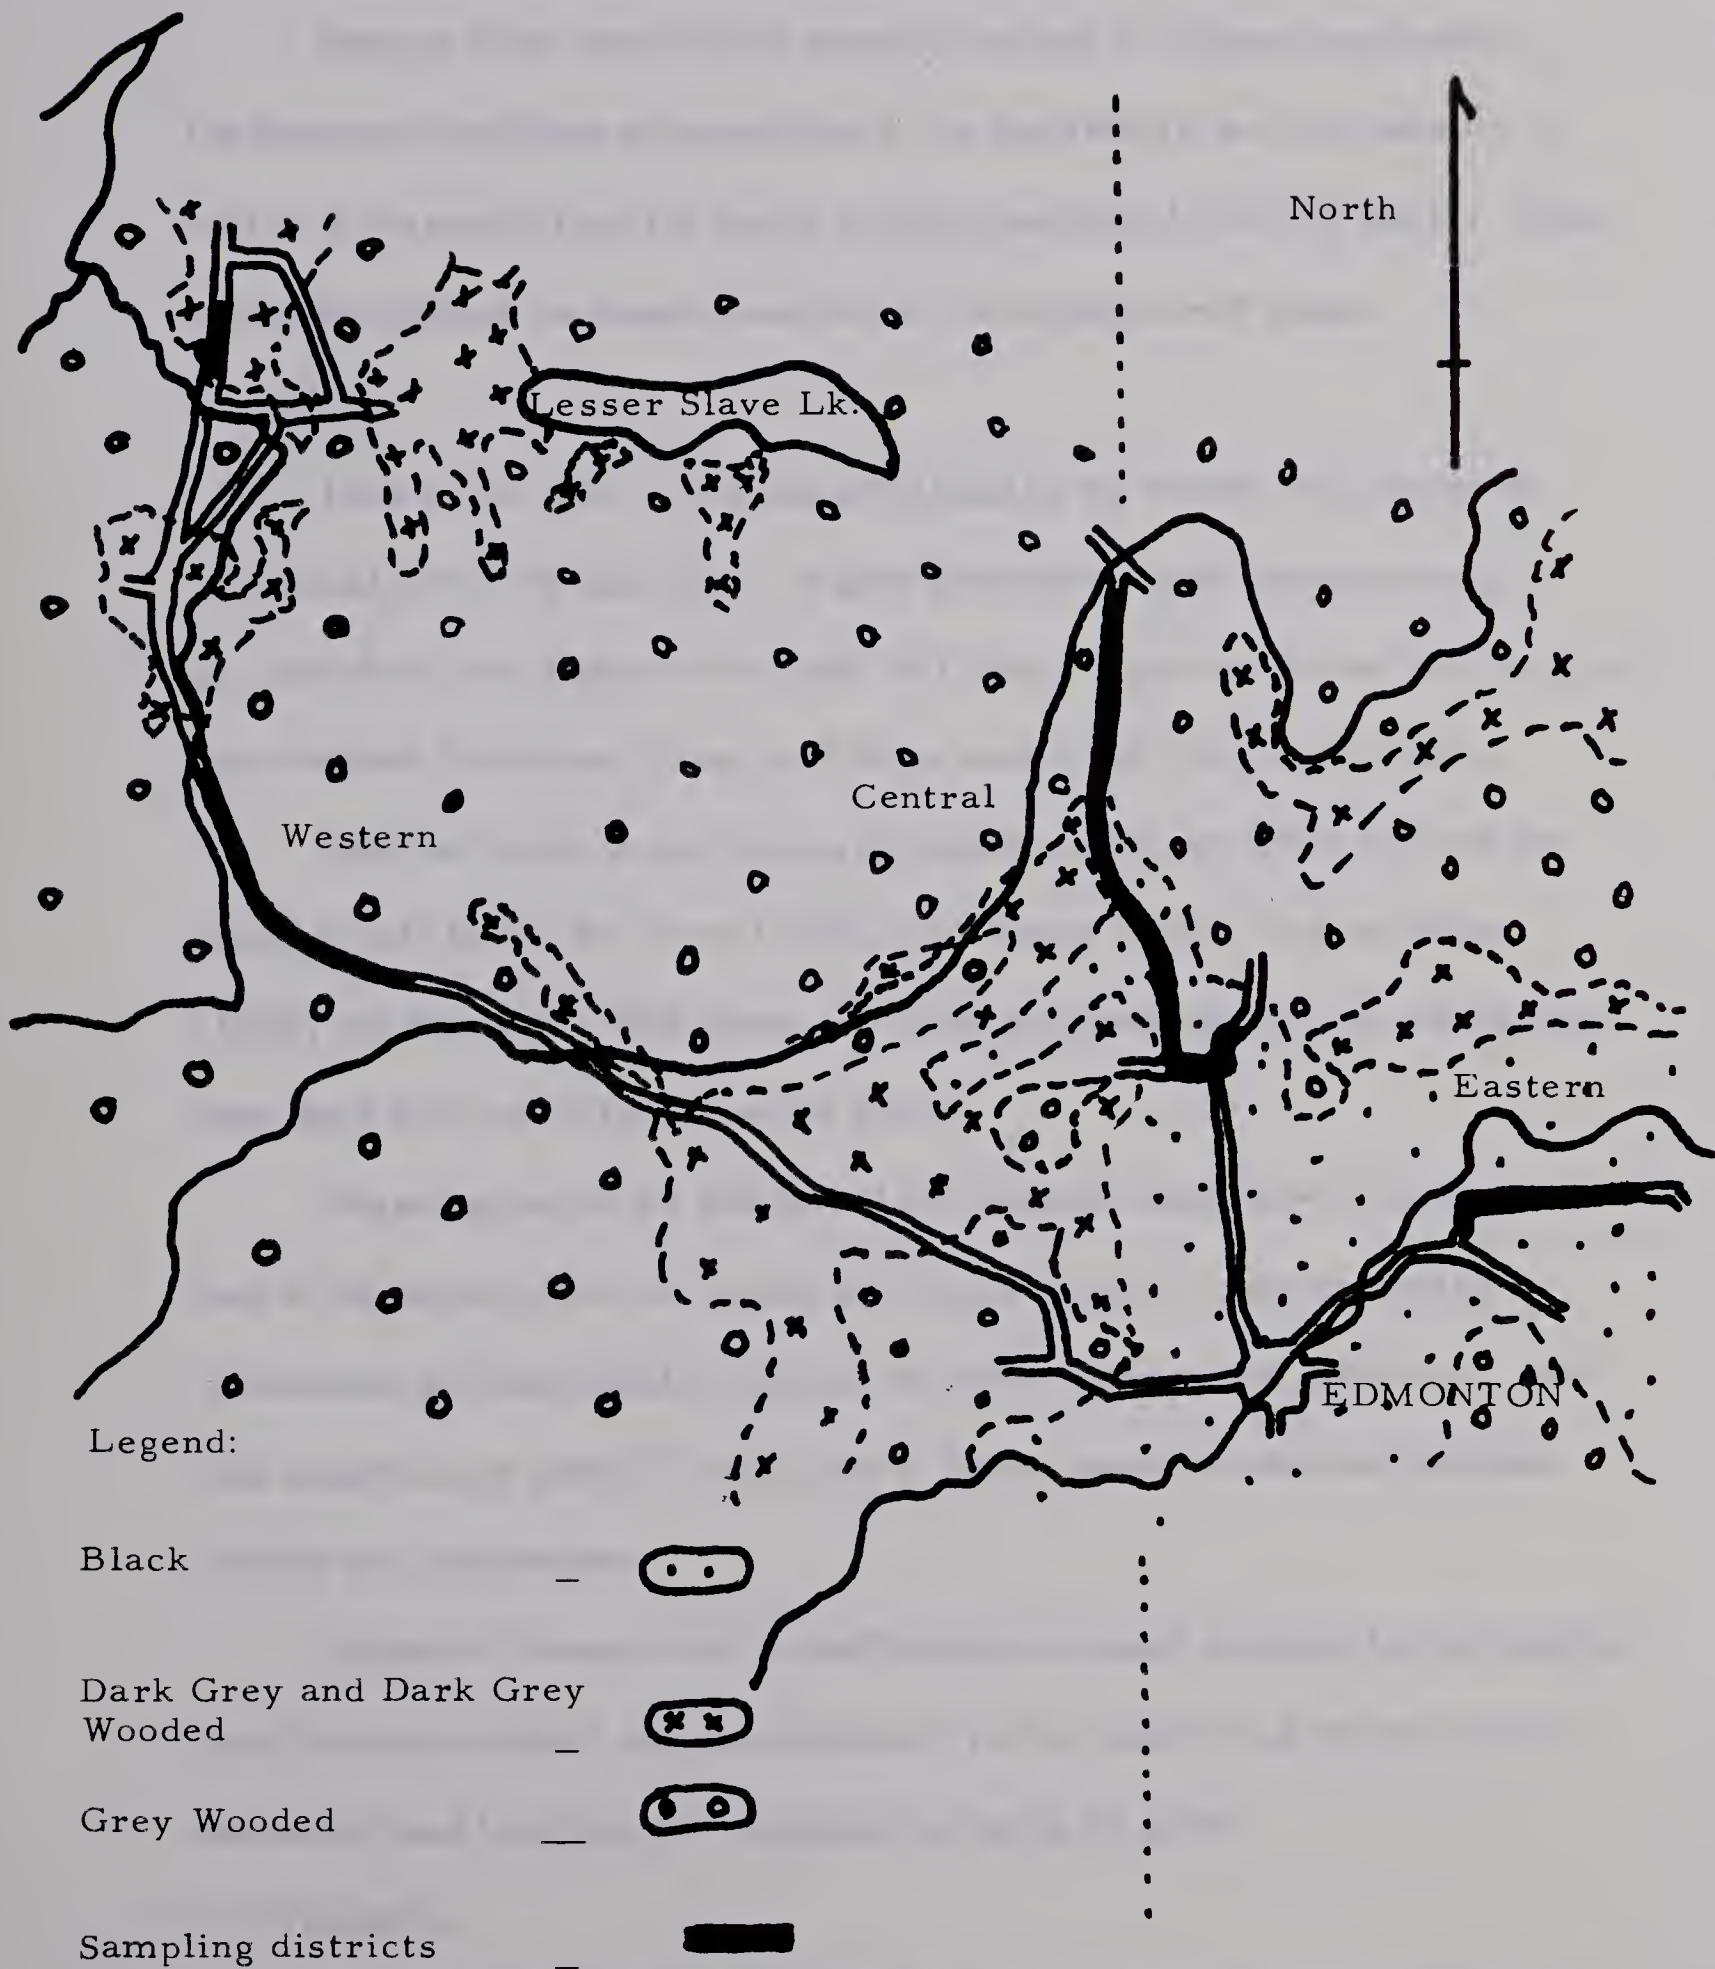 North
Lesser Slave Lk.
Central
Western
Eastern
EDMONTON
Legend:
Black _
Dark Grey and Dark Grey
Wooded _
Grey Wooded _
Sampling districts _